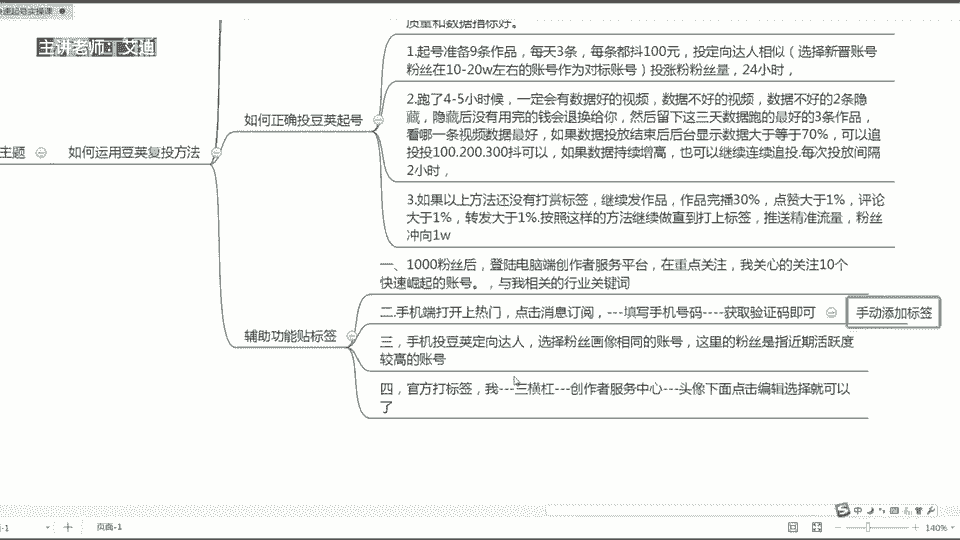 速起号实操课
主讲老师：艾迪
质量和数据指标好。
1.起号准备9条作品，每天3条，每条都抖100元，投定向达人相似（选择新晋账号
粉丝在10-20w左右的账号作为对标账号）投涨粉粉丝量，24小时，
如何正确投豆荚起号
2.跑了4-5小时候，一定会有数据好的视频，数据不好的视频，数据不好的2条隐
藏，隐藏后没有用完的钱会退换给你，然后留下这三天数据跑的最好的3条作品，
看哪一条视频数据最好，如果数据投放结束后后台显示数据大于等于70%，可以追
投投100.200.300抖可以，如果数据持续增高，也可以继续连续追投.每次投放间隔
2小时，
主题
如何运用豆荚复投方法
3.如果以上方法还没有打赏标签，继续发作品，作品完播30%，点赞大于1%，评论
大于1%，转发大于1%.按照这样的方法继续做直到打上标签，推送精准流量，粉丝
冲向1w
一、1000粉丝后，登陆电脑端创作者服务平台，在重点关注，我关心的关注10个
快速崛起的账号。，与我相关的行业关键词
二.手机端打开上热门，点击消息订阅，---填写手机号码----获取验证码即可
手动添加标签
辅助功能贴标签
三，手机投豆荚定向达人，选择粉丝画像相同的账号，这里的粉丝是指近期活跃度
较高的账号
四，官方打标签，我---三横杠---创作者服务中心---头像下面点击编辑选择就可以
了
-1
页面-1
中
140%